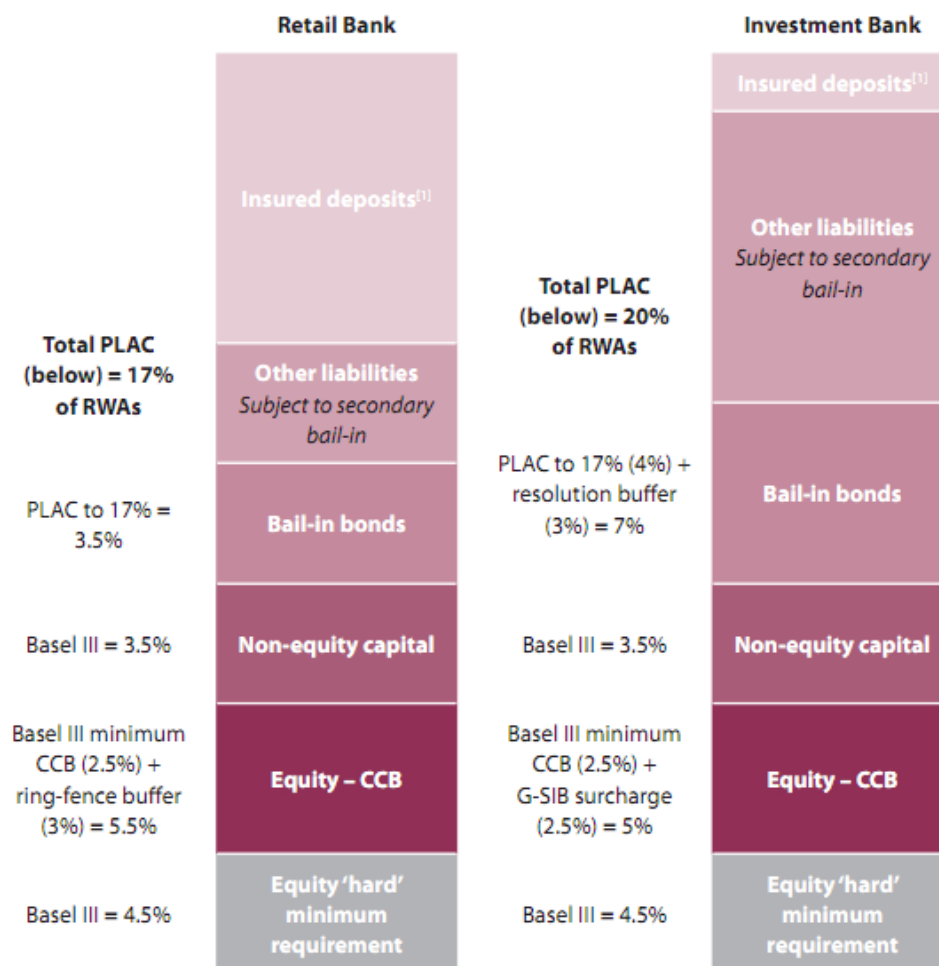 Retail Bank
Insured deposits[1]
Total PLAC
(below) = 17%
of RWAs
Other liabilities
Subject to secondary
bail-in
PLAC to 17% =
3.5%
Bail-in bonds
Basel III = 3.5%
Non-equity capital
Basel III minimum
CCB (2.5%) +
ring-fence buffer
(3%) = 5.5%
Equity – CCB
Basel III = 4.5%
Equity ‘hard’
minimum
requirement
Investment Bank
Insured deposits[1]
Other liabilities
Subject to secondary
bail-in
Total PLAC
(below) = 20%
of RWAs
PLAC to 17% (4%) +
resolution buffer
(3%) = 7%
Bail-in bonds
Basel III = 3.5%
Non-equity capital
Basel III minimum
CCB (2.5%) +
G-SIB surcharge
(2.5%) = 5%
Equity – CCB
Basel III = 4.5%
Equity ‘hard’
minimum
requirement